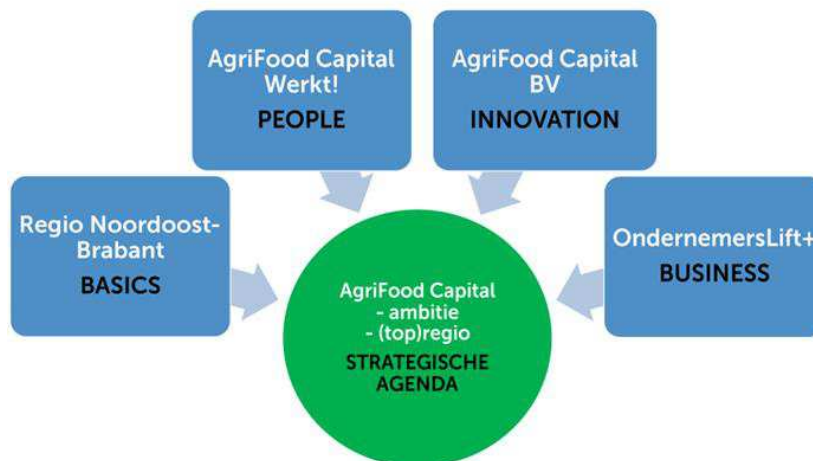 AgriFood Capital
Werkt!
PEOPLE
AgriFood Capital
BV
INNOVATION
Regio Noordoost-
Brabant
BASICS
OndernemersLift+
BUSINESS
AgriFood Capital
- ambitie
- (top)regio
STRATEGISCHE
AGENDA